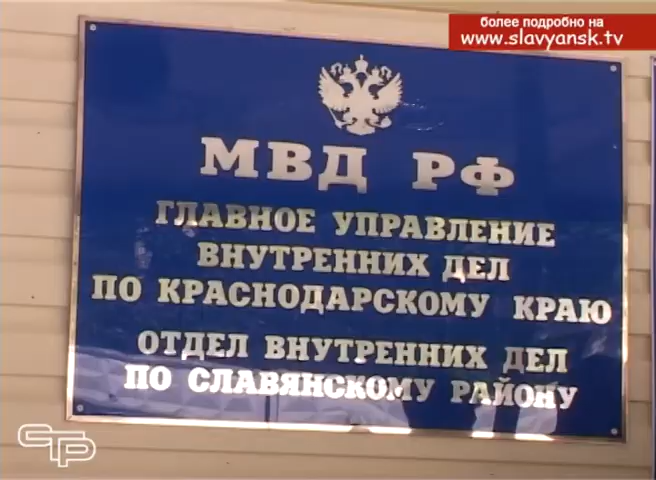 более подробно на
www.slavyansk.tv
МВД РФ
ГЛАВНОЕ УПРАВЛЕНИЕ
ВНУТРЕННИХ ДЕЛ
ПО КРАСНОДАРСКОМУ КРАЮ
ОТДЕЛ ВНУТРЕННИХ ДЕЛ
ПО СЛАВЯНСКОМУ РАЙОНУ
СТР